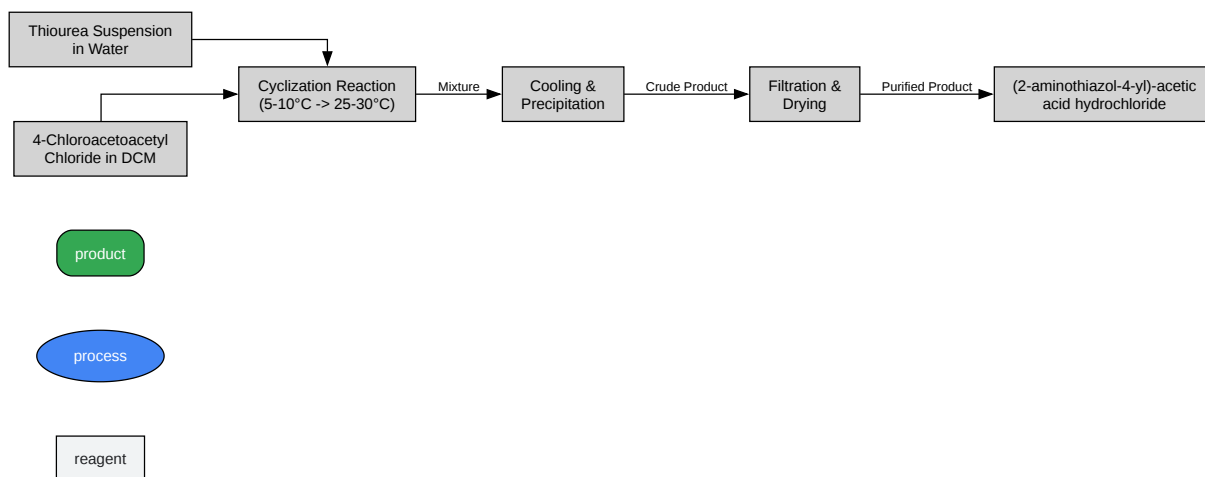 Thiourea Suspension
in Water
4-Chloroacetoacetyl
Chloride in DCM
Cyclization Reaction
(5-10°C -> 25-30°C)
Mixture
Cooling &
Precipitation
Crude Product
Filtration &
Drying
Purified Product
(2-aminothiazol-4-yl)-acetic
acid hydrochloride
product
process
reagent